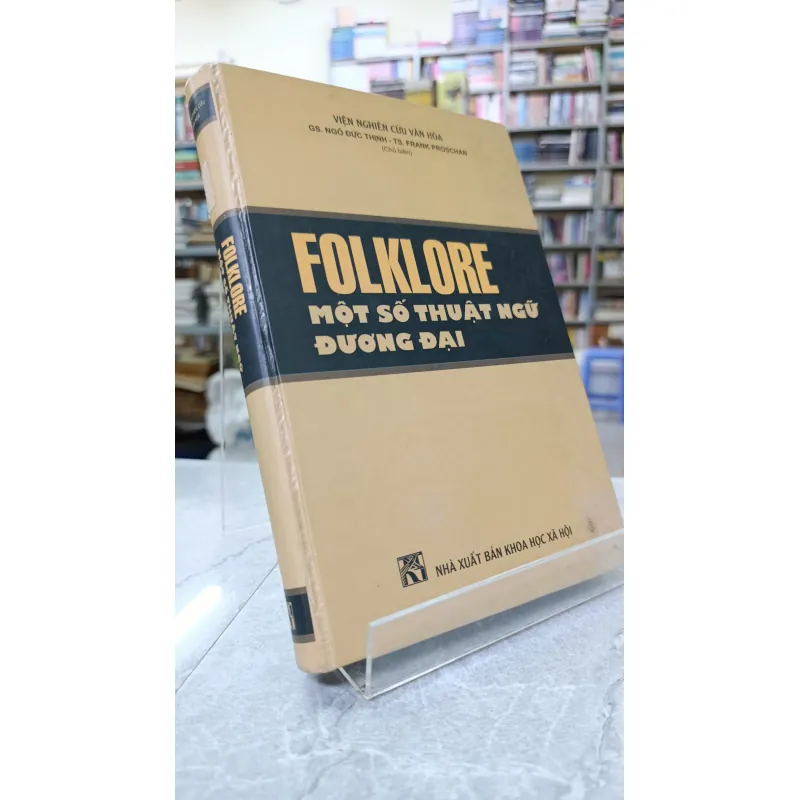 VIỆN NGHIÊN CỨU VĂN HÓA
GS. NGÔ ĐỨC THỊNH - TS. FRANK PROSCHAN
(Chủ biên)
FOLKLORE
MỘT SỐ THUẬT NGỮ
ĐƯƠNG ĐẠI
NHÀ XUẤT BẢN KHOA HỌC XÃ HỘI
FOLKLORE